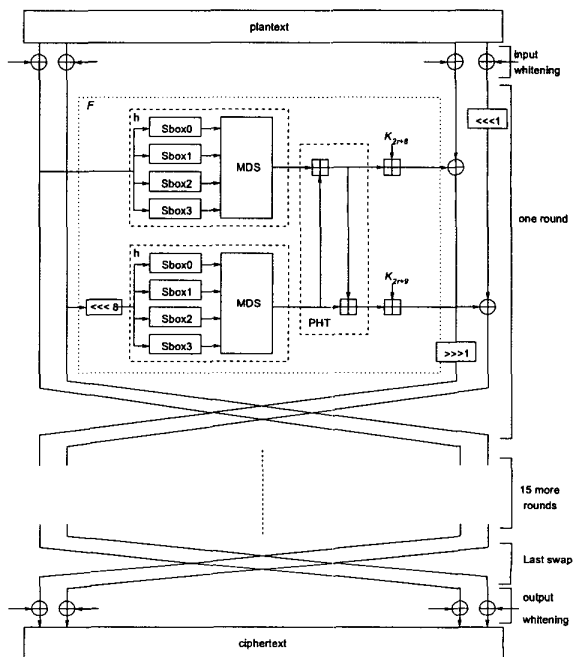 plantext
input
whitening
F
<<<1
h
Sbox0
Sbox1
Sbox2
Sbox3
MDS
K2r+8
one round
h
Sbox0
Sbox1
Sbox2
Sbox3
MDS
<<< 8
K2r+9
PHT
>>>1
15 more
rounds
Last swap
output
whitening
ciphertext